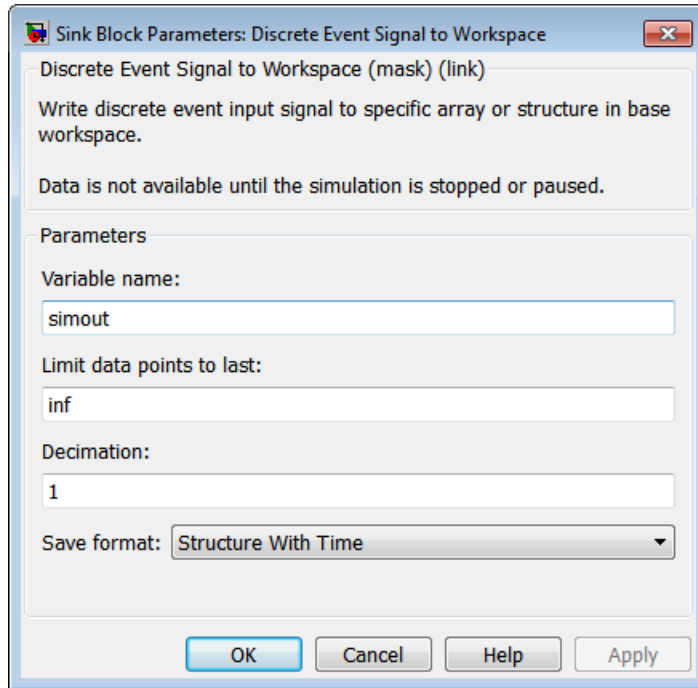 Sink Block Parameters: Discrete Event Signal to Workspace
Discrete Event Signal to Workspace (mask) (link)
Write discrete event input signal to specific array or structure in base
workspace.
Data is not available until the simulation is stopped or paused.
Parameters
Variable name:
simout
Limit data points to last:
inf
Decimation:
1
Save format: Structure With Time
OK Cancel Help Apply